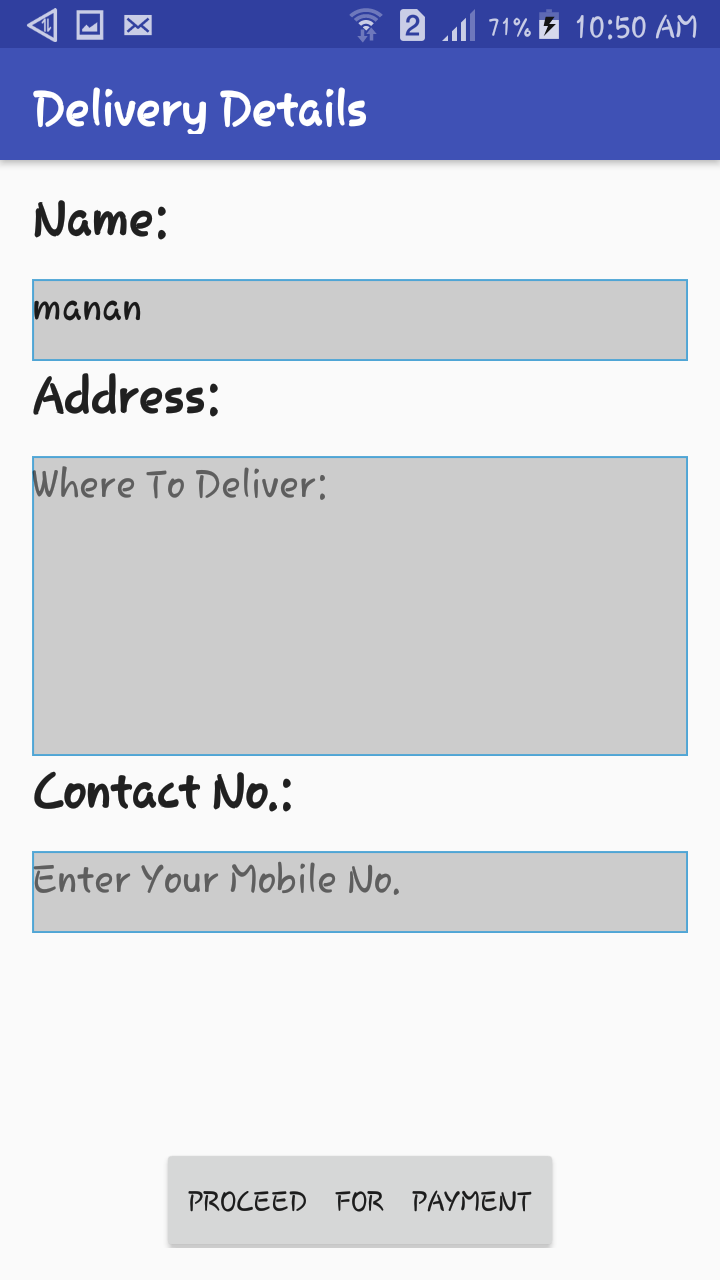 2 71% 10:50 AM
Delivery Details
Name:
manan
Address:
Where To Deliver:
Contact No.:
Enter Your Mobile No.
PROCEED FOR PAYMENT